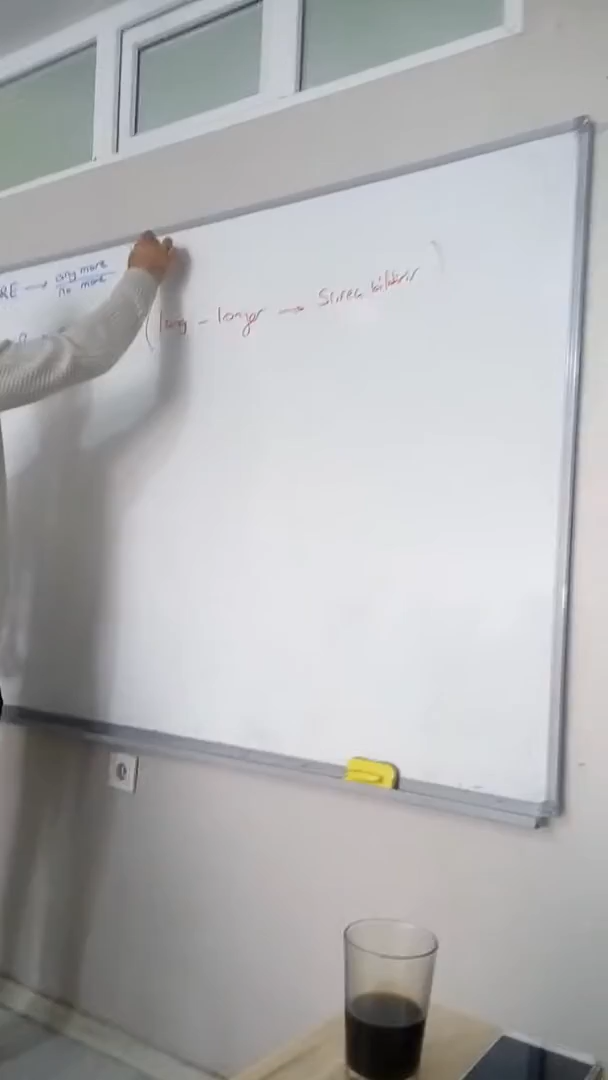 RE → any more
no more
(long - longer → Süreç bildirir)